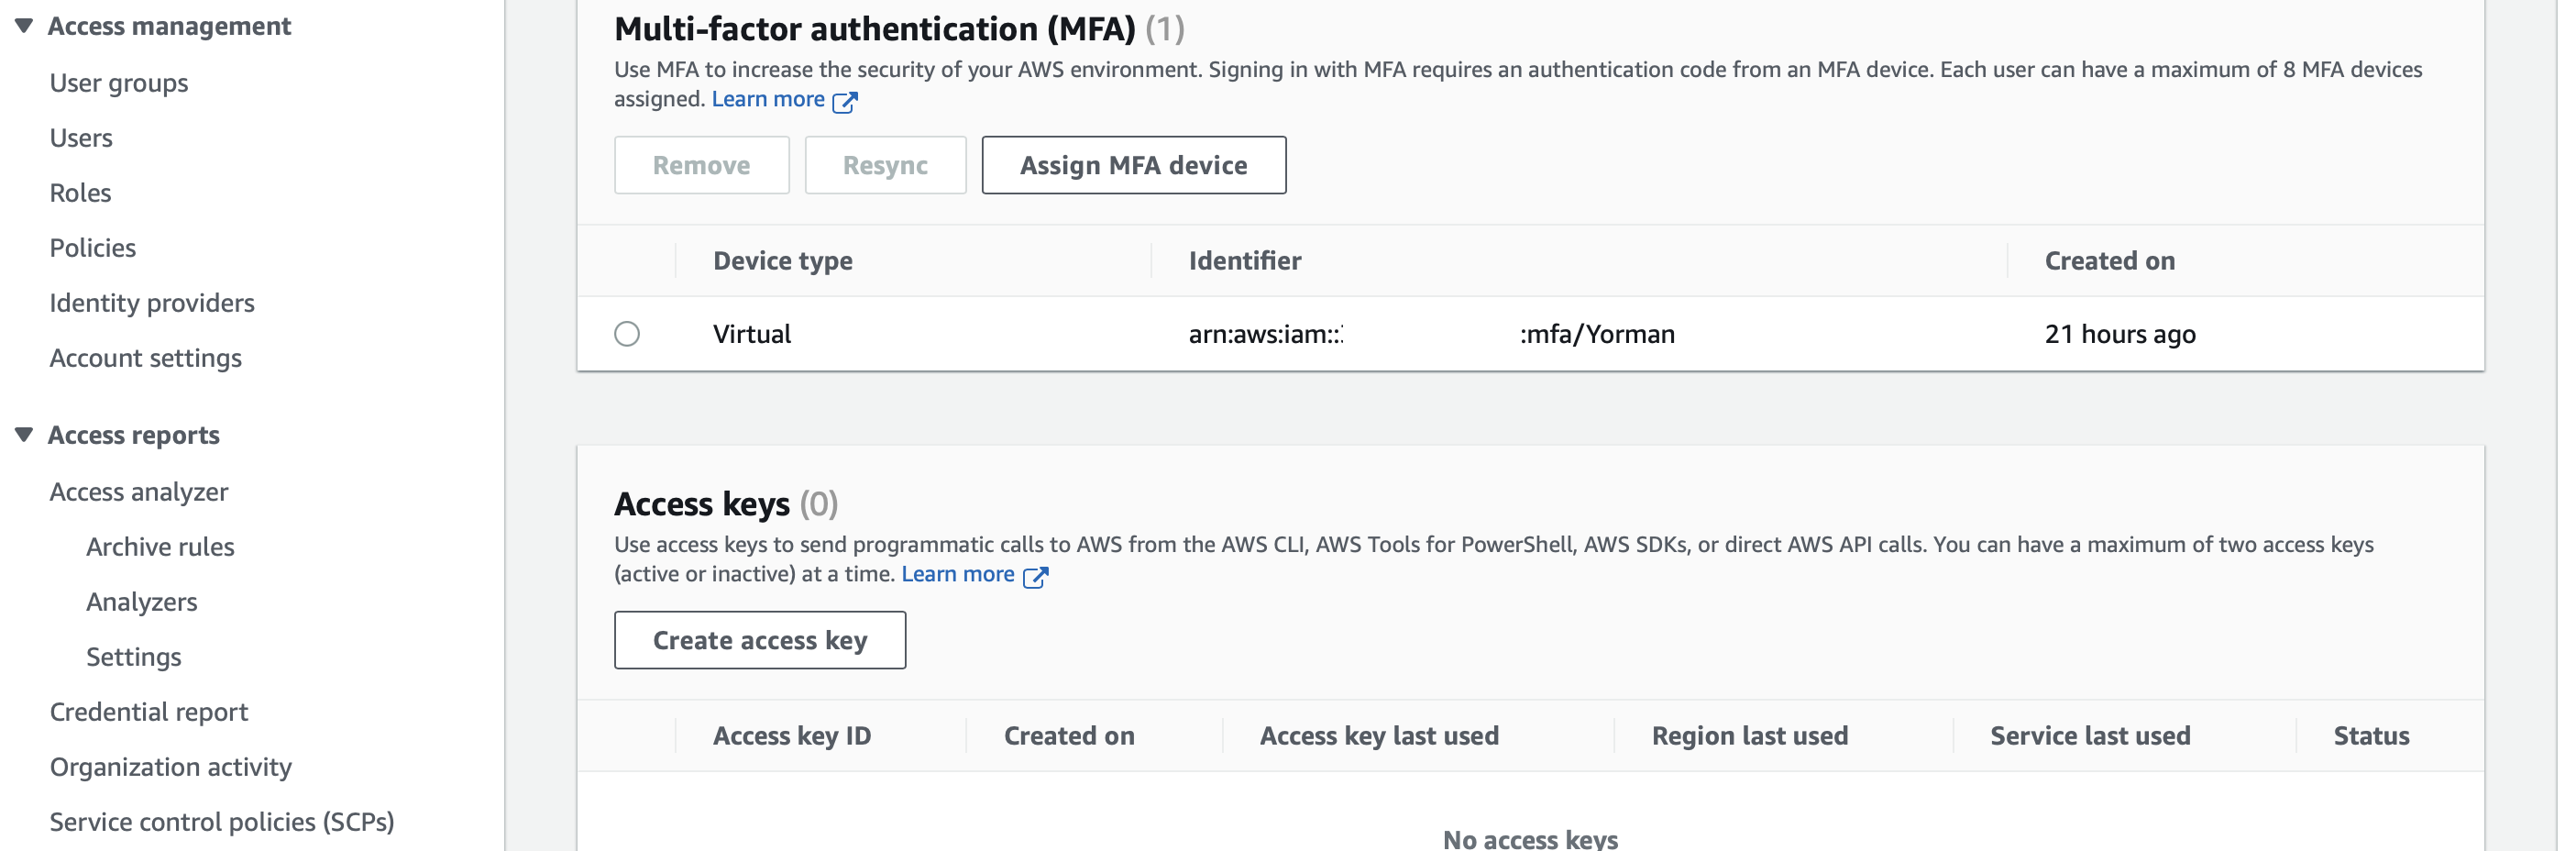 Access management
User groups
Users
Roles
Policies
Identity providers
Account settings
Access reports
Access analyzer
Archive rules
Analyzers
Settings
Credential report
Organization activity
Service control policies (SCPs)
Multi-factor authentication (MFA) (1)
Use MFA to increase the security of your AWS environment. Signing in with MFA requires an authentication code from an MFA device. Each user can have a maximum of 8 MFA devices
assigned. Learn more
Remove Resync Assign MFA device
Device type Identifier Created on
Virtual arn:aws:iam:: :mfa/Yorman 21 hours ago
Access keys (0)
Use access keys to send programmatic calls to AWS from the AWS CLI, AWS Tools for PowerShell, AWS SDKs, or direct AWS API calls. You can have a maximum of two access keys
(active or inactive) at a time. Learn more
Create access key
Access key ID Created on Access key last used Region last used Service last used Status
No access keys